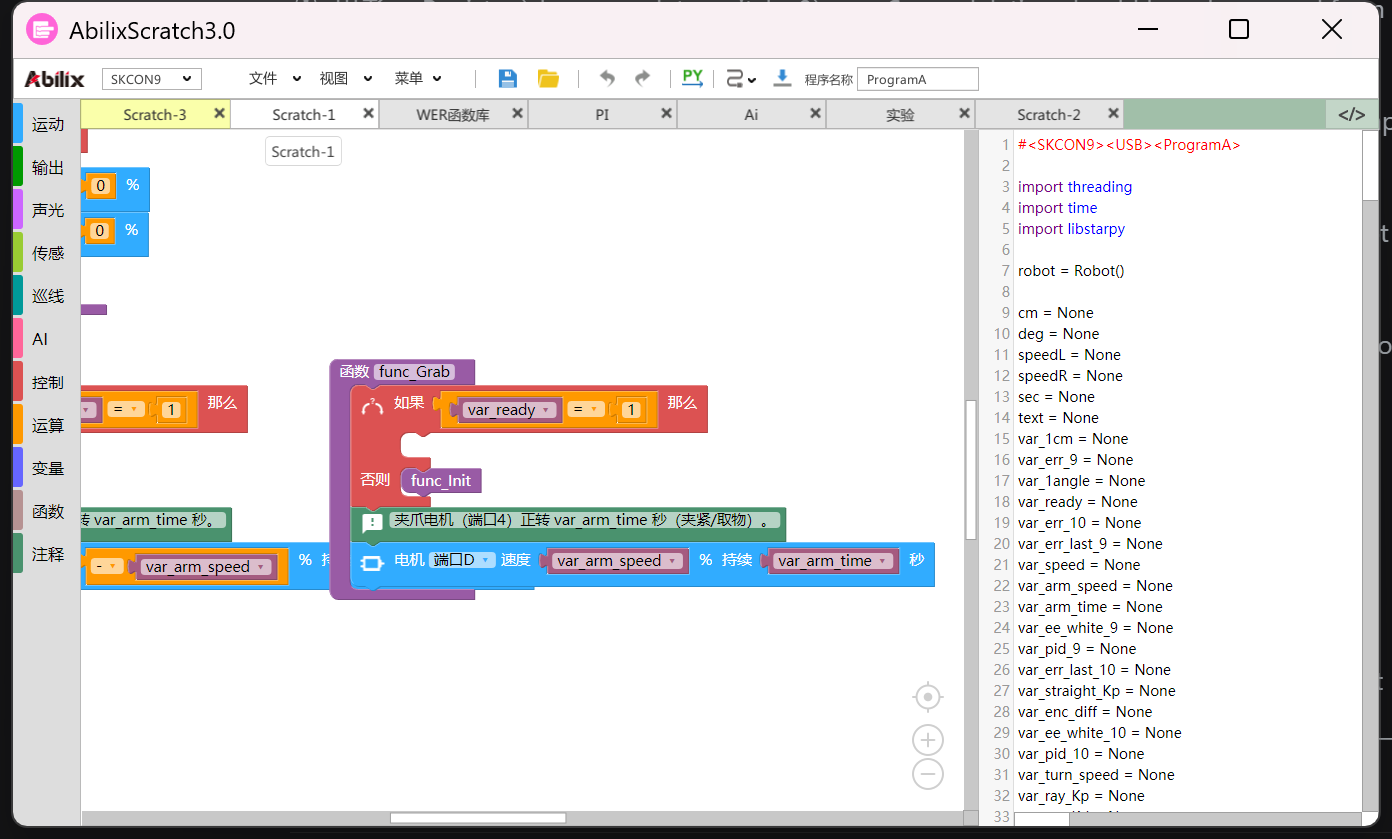 AbilixScratch3.0
Abilix SKCON9 文件 视图 菜单 PY 程序名称 ProgramA
Scratch-3 Scratch-1 WER函数库 PI Ai 实验 Scratch-2 </>
Scratch-1
运动
输出
声光
传感
巡线
AI
控制
运算
变量
函数
注释
0 %
0 %
= 1 那么
转 var_arm_time 秒。
- var_arm_speed % 持
函数 func_Grab
如果 var_ready = 1 那么
否则 func_Init
夹爪电机（端口4）正转 var_arm_time 秒（夹紧/取物）。
电机 端口D 速度 var_arm_speed % 持续 var_arm_time 秒
1 #<SKCON9><USB><ProgramA>
2
3 import threading
4 import time
5 import libstarpy
6
7 robot = Robot()
8
9 cm = None
10 deg = None
11 speedL = None
12 speedR = None
13 sec = None
14 text = None
15 var_1cm = None
16 var_err_9 = None
17 var_1angle = None
18 var_ready = None
19 var_err_10 = None
20 var_err_last_9 = None
21 var_speed = None
22 var_arm_speed = None
23 var_arm_time = None
24 var_ee_white_9 = None
25 var_pid_9 = None
26 var_err_last_10 = None
27 var_straight_Kp = None
28 var_enc_diff = None
29 var_ee_white_10 = None
30 var_pid_10 = None
31 var_turn_speed = None
32 var_ray_Kp = None
33